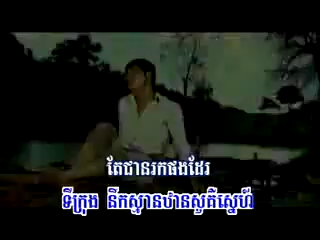 តែជានរកផងដែរ
ទីក្រុង នឹកស្មានឋានសួគ៌ស្នេហ៍